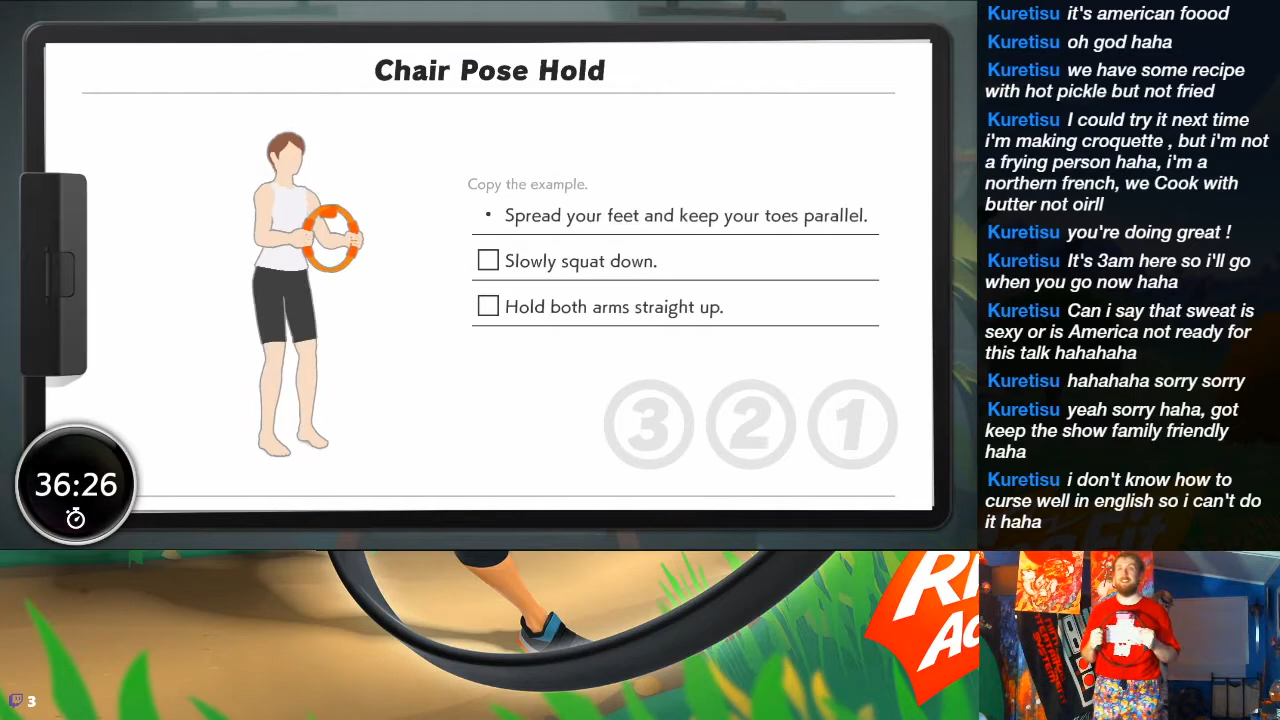 Chair Pose Hold
Copy the example.
• Spread your feet and keep your toes parallel.
Slowly squat down.
Hold both arms straight up.
3 2 1
36:26
3
Kuretisu it's american foood
Kuretisu oh god haha
Kuretisu we have some recipe
with hot pickle but not fried
Kuretisu I could try it next time
i'm making croquette , but i'm not
a frying person haha, i'm a
northern french, we Cook with
butter not oirll
Kuretisu you're doing great !
Kuretisu It's 3am here so i'll go
when you go now haha
Kuretisu Can i say that sweat is
sexy or is America not ready for
this talk hahahaha
Kuretisu hahahaha sorry sorry
Kuretisu yeah sorry haha, got
keep the show family friendly
haha
Kuretisu i don't know how to
curse well in english so i can't do
it haha